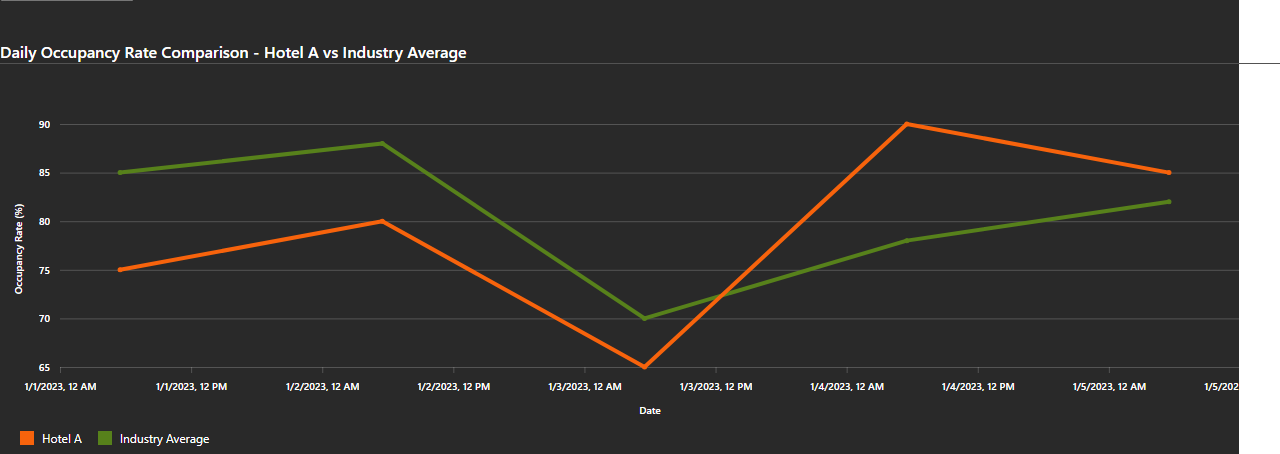 Daily Occupancy Rate Comparison - Hotel A vs Industry Average
90
85
80
75
70
65
Occupancy Rate (%)
1/1/2023, 12 AM
1/1/2023, 12 PM
1/2/2023, 12 AM
1/2/2023, 12 PM
1/3/2023, 12 AM
1/3/2023, 12 PM
1/4/2023, 12 AM
1/4/2023, 12 PM
1/5/2023, 12 AM
1/5/202
Date
Hotel A
Industry Average